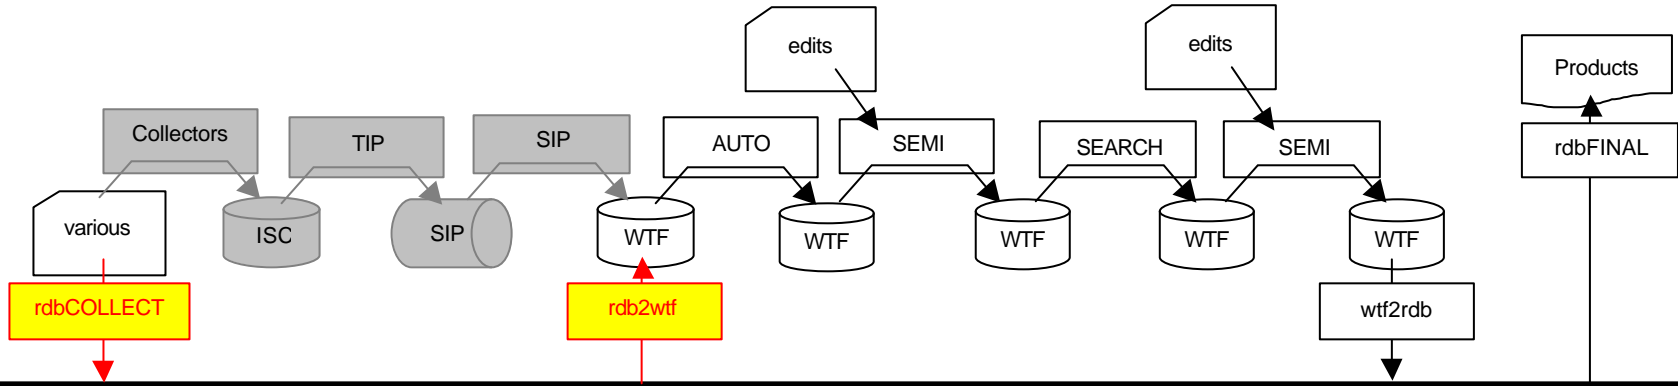 edits
edits
Products
Collectors
TIP
SIP
AUTO
SEMI
SEARCH
SEMI
rdbFINAL
various
ISC
SIP
WTF
WTF
WTF
WTF
WTF
rdbCOLLECT
rdb2wtf
wtf2rdb